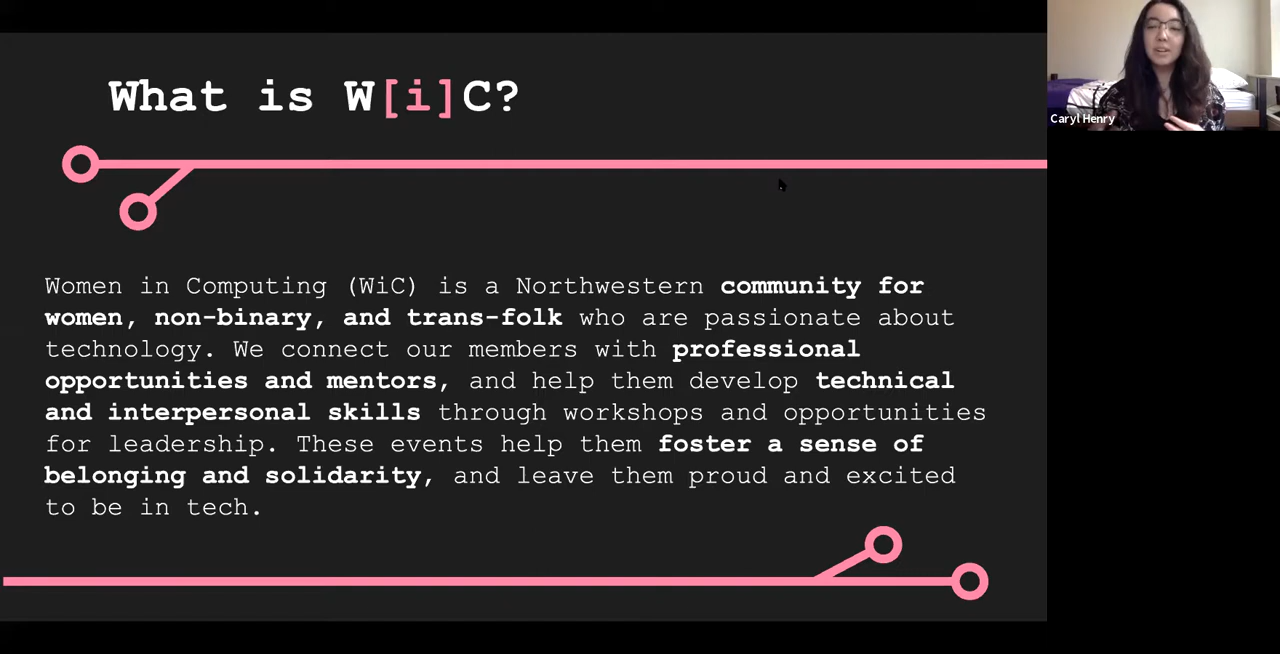 What is W[i]C?
Caryl Henry
Women in Computing (WiC) is a Northwestern community for
women, non-binary, and trans-folk who are passionate about
technology. We connect our members with professional
opportunities and mentors, and help them develop technical
and interpersonal skills through workshops and opportunities
for leadership. These events help them foster a sense of
belonging and solidarity, and leave them proud and excited
to be in tech.